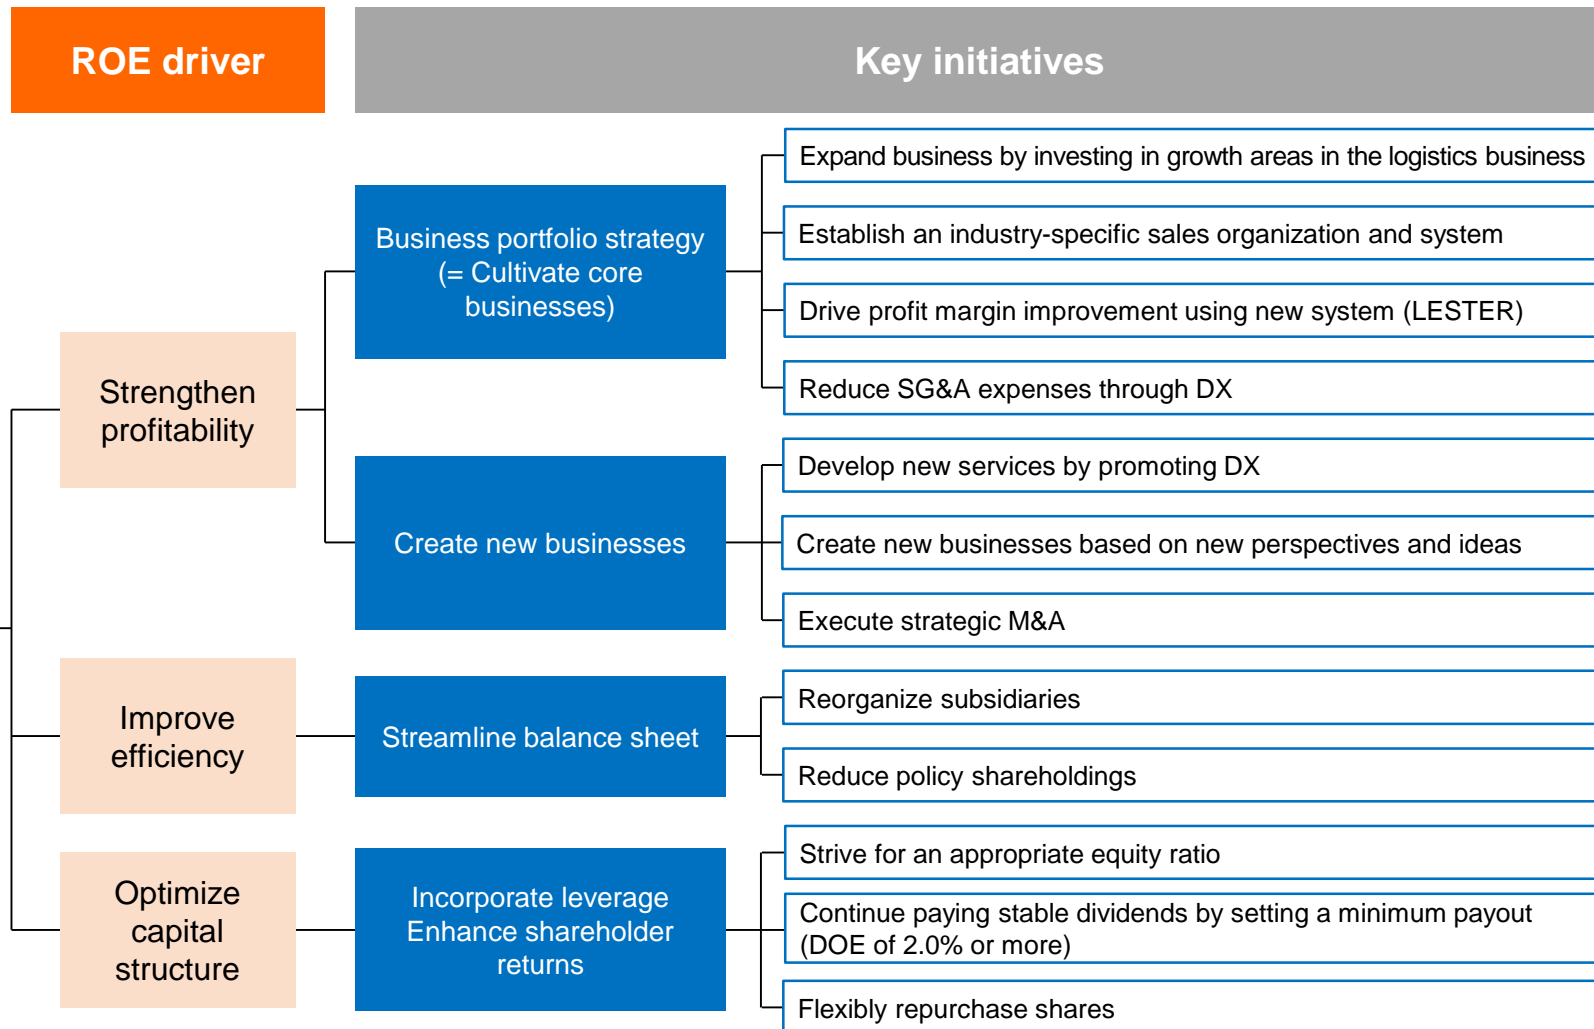 ROE driver
Key initiatives
Strengthen
profitability
Business portfolio strategy
(= Cultivate core
businesses)
Expand business by investing in growth areas in the logistics business
Establish an industry-specific sales organization and system
Drive profit margin improvement using new system (LESTER)
Reduce SG&A expenses through DX
Create new businesses
Develop new services by promoting DX
Create new businesses based on new perspectives and ideas
Execute strategic M&A
Improve
efficiency
Streamline balance sheet
Reorganize subsidiaries
Reduce policy shareholdings
Optimize
capital
structure
Incorporate leverage
Enhance shareholder
returns
Strive for an appropriate equity ratio
Continue paying stable dividends by setting a minimum payout
(DOE of 2.0% or more)
Flexibly repurchase shares